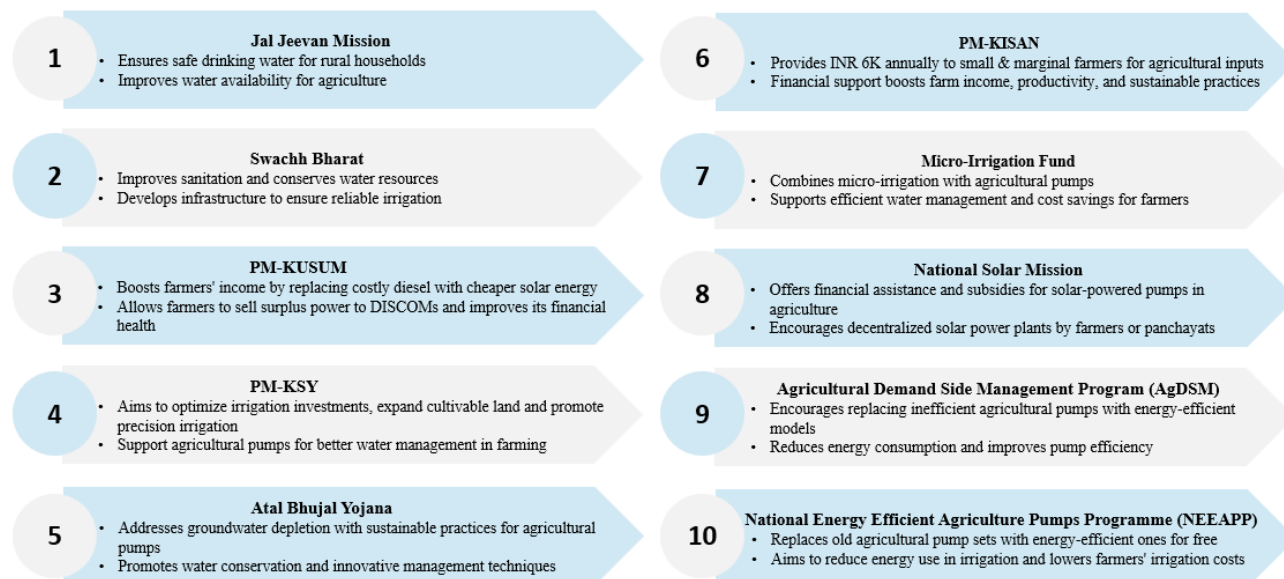 1
Jal Jeevan Mission
• Ensures safe drinking water for rural households
• Improves water availability for agriculture
2
Swachh Bharat
• Improves sanitation and conserves water resources
• Develops infrastructure to ensure reliable irrigation
3
PM-KUSUM
• Boosts farmers' income by replacing costly diesel with cheaper solar energy
• Allows farmers to sell surplus power to DISCOMs and improves its financial
health
4
PM-KSY
• Aims to optimize irrigation investments, expand cultivable land and promote
precision irrigation
• Support agricultural pumps for better water management in farming
5
Atal Bhujal Yojana
• Addresses groundwater depletion with sustainable practices for agricultural
pumps
• Promotes water conservation and innovative management techniques
6
PM-KISAN
• Provides INR 6K annually to small & marginal farmers for agricultural inputs
• Financial support boosts farm income, productivity, and sustainable practices
7
Micro-Irrigation Fund
• Combines micro-irrigation with agricultural pumps
• Supports efficient water management and cost savings for farmers
8
National Solar Mission
• Offers financial assistance and subsidies for solar-powered pumps in
agriculture
• Encourages decentralized solar power plants by farmers or panchayats
9
Agricultural Demand Side Management Program (AgDSM)
• Encourages replacing inefficient agricultural pumps with energy-efficient
models
• Reduces energy consumption and improves pump efficiency
10
National Energy Efficient Agriculture Pumps Programme (NEEAPP)
• Replaces old agricultural pump sets with energy-efficient ones for free
• Aims to reduce energy use in irrigation and lowers farmers' irrigation costs